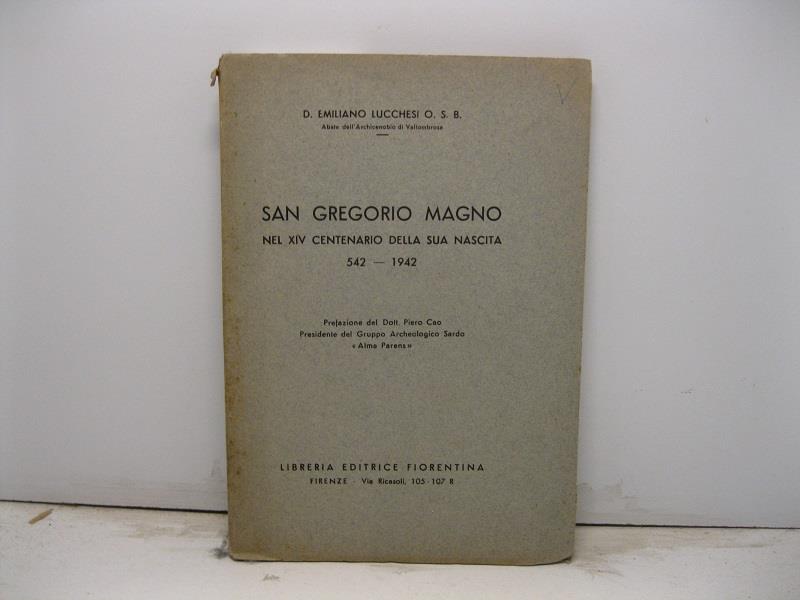 D. EMILIANO LUCCHESI O. S. B.
Abate dell'Archicenobio di Vallombrosa
SAN GREGORIO MAGNO
NEL XIV CENTENARIO DELLA SUA NASCITA
542 — 1942
Prefazione del Dott. Piero Cao
Presidente del Gruppo Archeologico Sardo
« Alma Parens »
LIBRERIA EDITRICE FIORENTINA
FIRENZE - Via Ricasoli, 105-107 R